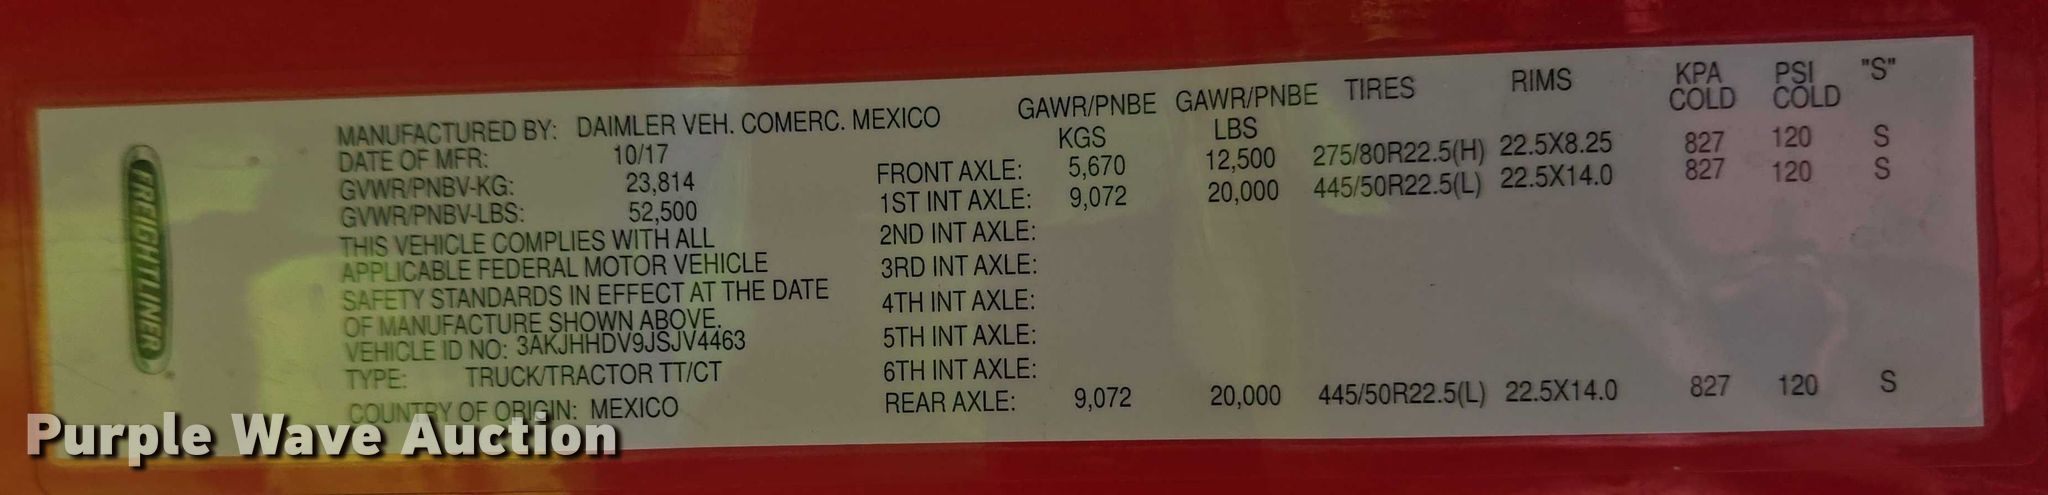 FREIGHTLINER
MANUFACTURED BY: DAIMLER VEH. COMERC. MEXICO
DATE OF MFR: 10/17
GVWR/PNBV-KG: 23,814
GVWR/PNBV-LBS: 52,500
THIS VEHICLE COMPLIES WITH ALL
APPLICABLE FEDERAL MOTOR VEHICLE
SAFETY STANDARDS IN EFFECT AT THE DATE
OF MANUFACTURE SHOWN ABOVE.
VEHICLE ID NO: 3AKJHHDV9JSJV4463
TYPE: TRUCK/TRACTOR TT/CT
COUNTRY OF ORIGIN: MEXICO
GAWR/PNBE GAWR/PNBE TIRES RIMS KPA PSI "S"
KGS LBS COLD COLD
FRONT AXLE: 5,670 12,500 275/80R22.5(H) 22.5X8.25 827 120 S
1ST INT AXLE: 9,072 20,000 445/50R22.5(L) 22.5X14.0 827 120 S
2ND INT AXLE:
3RD INT AXLE:
4TH INT AXLE:
5TH INT AXLE:
6TH INT AXLE:
REAR AXLE: 9,072 20,000 445/50R22.5(L) 22.5X14.0 827 120 S
Purple Wave Auction